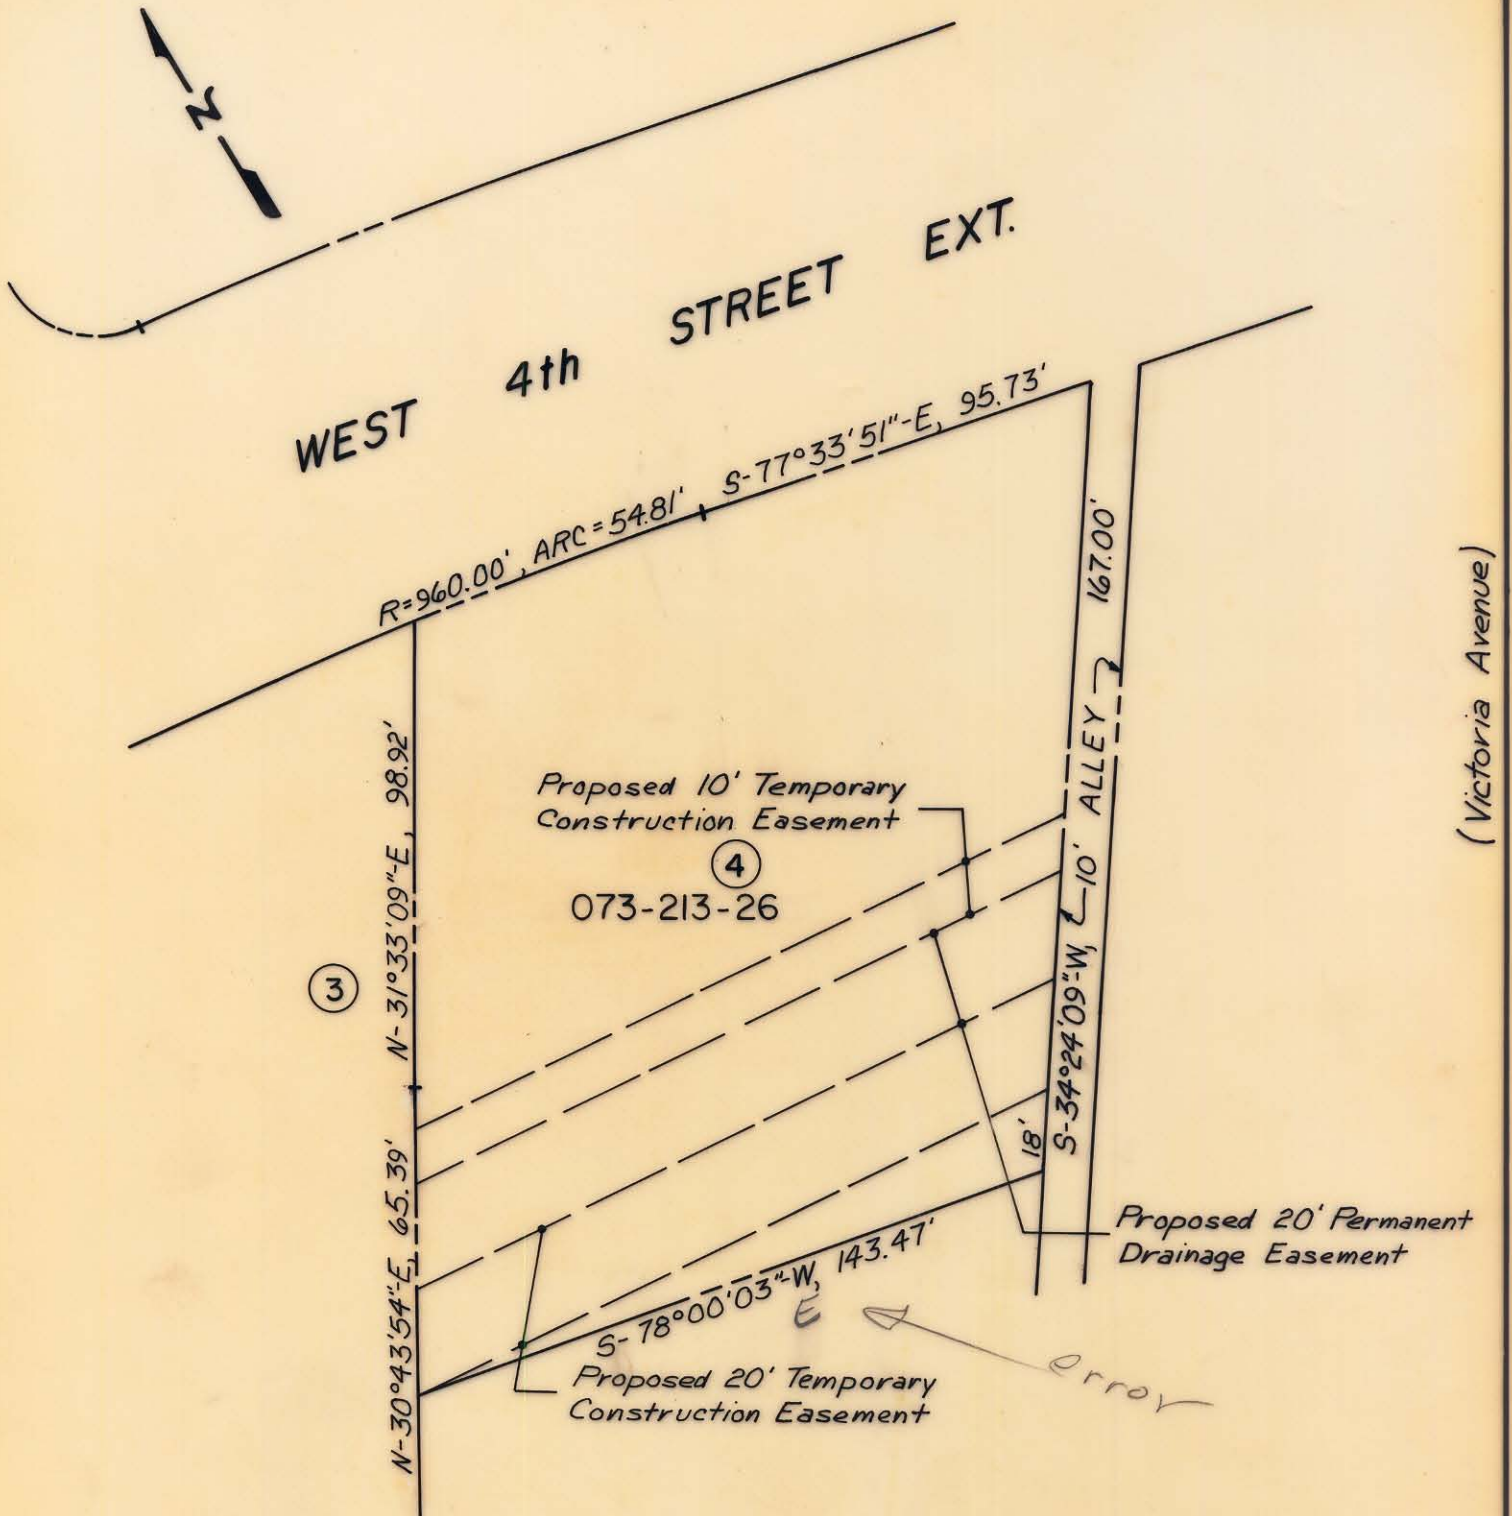 N
WEST 4th STREET EXT.
R=960.00', ARC=54.81'
S-77°33'51"-E, 95.73'
167.00'
(Victoria Avenue)
N-31°33'09"-E, 98.92'
Proposed 10' Temporary
Construction Easement
4
073-213-26
3
ALLEY
10'
S-34°24'09"-W,
18'
N-30°43'54"-E, 65.39'
Proposed 20' Permanent
Drainage Easement
S-78°00'03"-W, 143.47'
E
error
Proposed 20' Temporary
Construction Easement